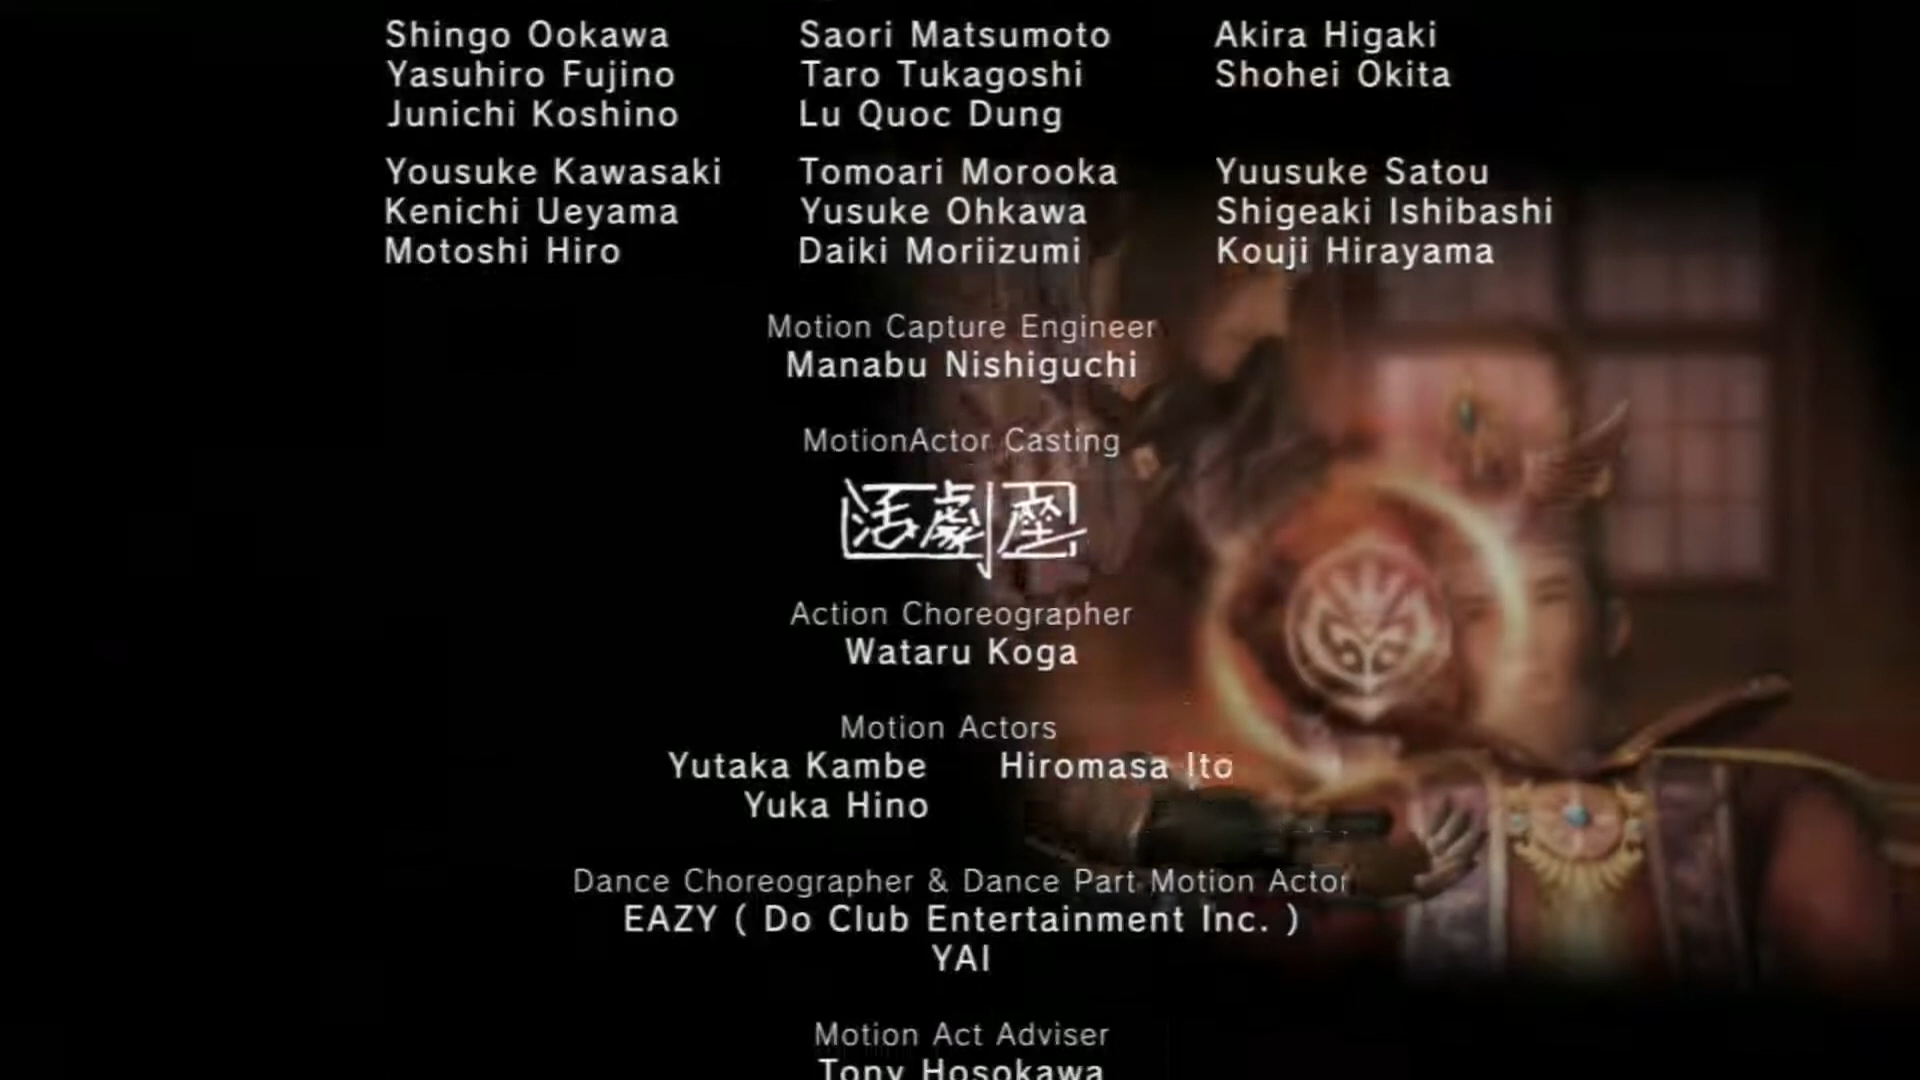 Shingo Ookawa Saori Matsumoto Akira Higaki
Yasuhiro Fujino Taro Tukagoshi Shohei Okita
Junichi Koshino Lu Quoc Dung
Yousuke Kawasaki Tomoari Morooka Yuusuke Satou
Kenichi Ueyama Yusuke Ohkawa Shigeaki Ishibashi
Motoshi Hiro Daiki Moriizumi Kouji Hirayama
Motion Capture Engineer
Manabu Nishiguchi
MotionActor Casting
活劇座
Action Choreographer
Wataru Koga
Motion Actors
Yutaka Kambe Hiromasa Ito
Yuka Hino
Dance Choreographer & Dance Part Motion Actor
EAZY ( Do Club Entertainment Inc. )
YAI
Motion Act Adviser
Tony Hosokawa